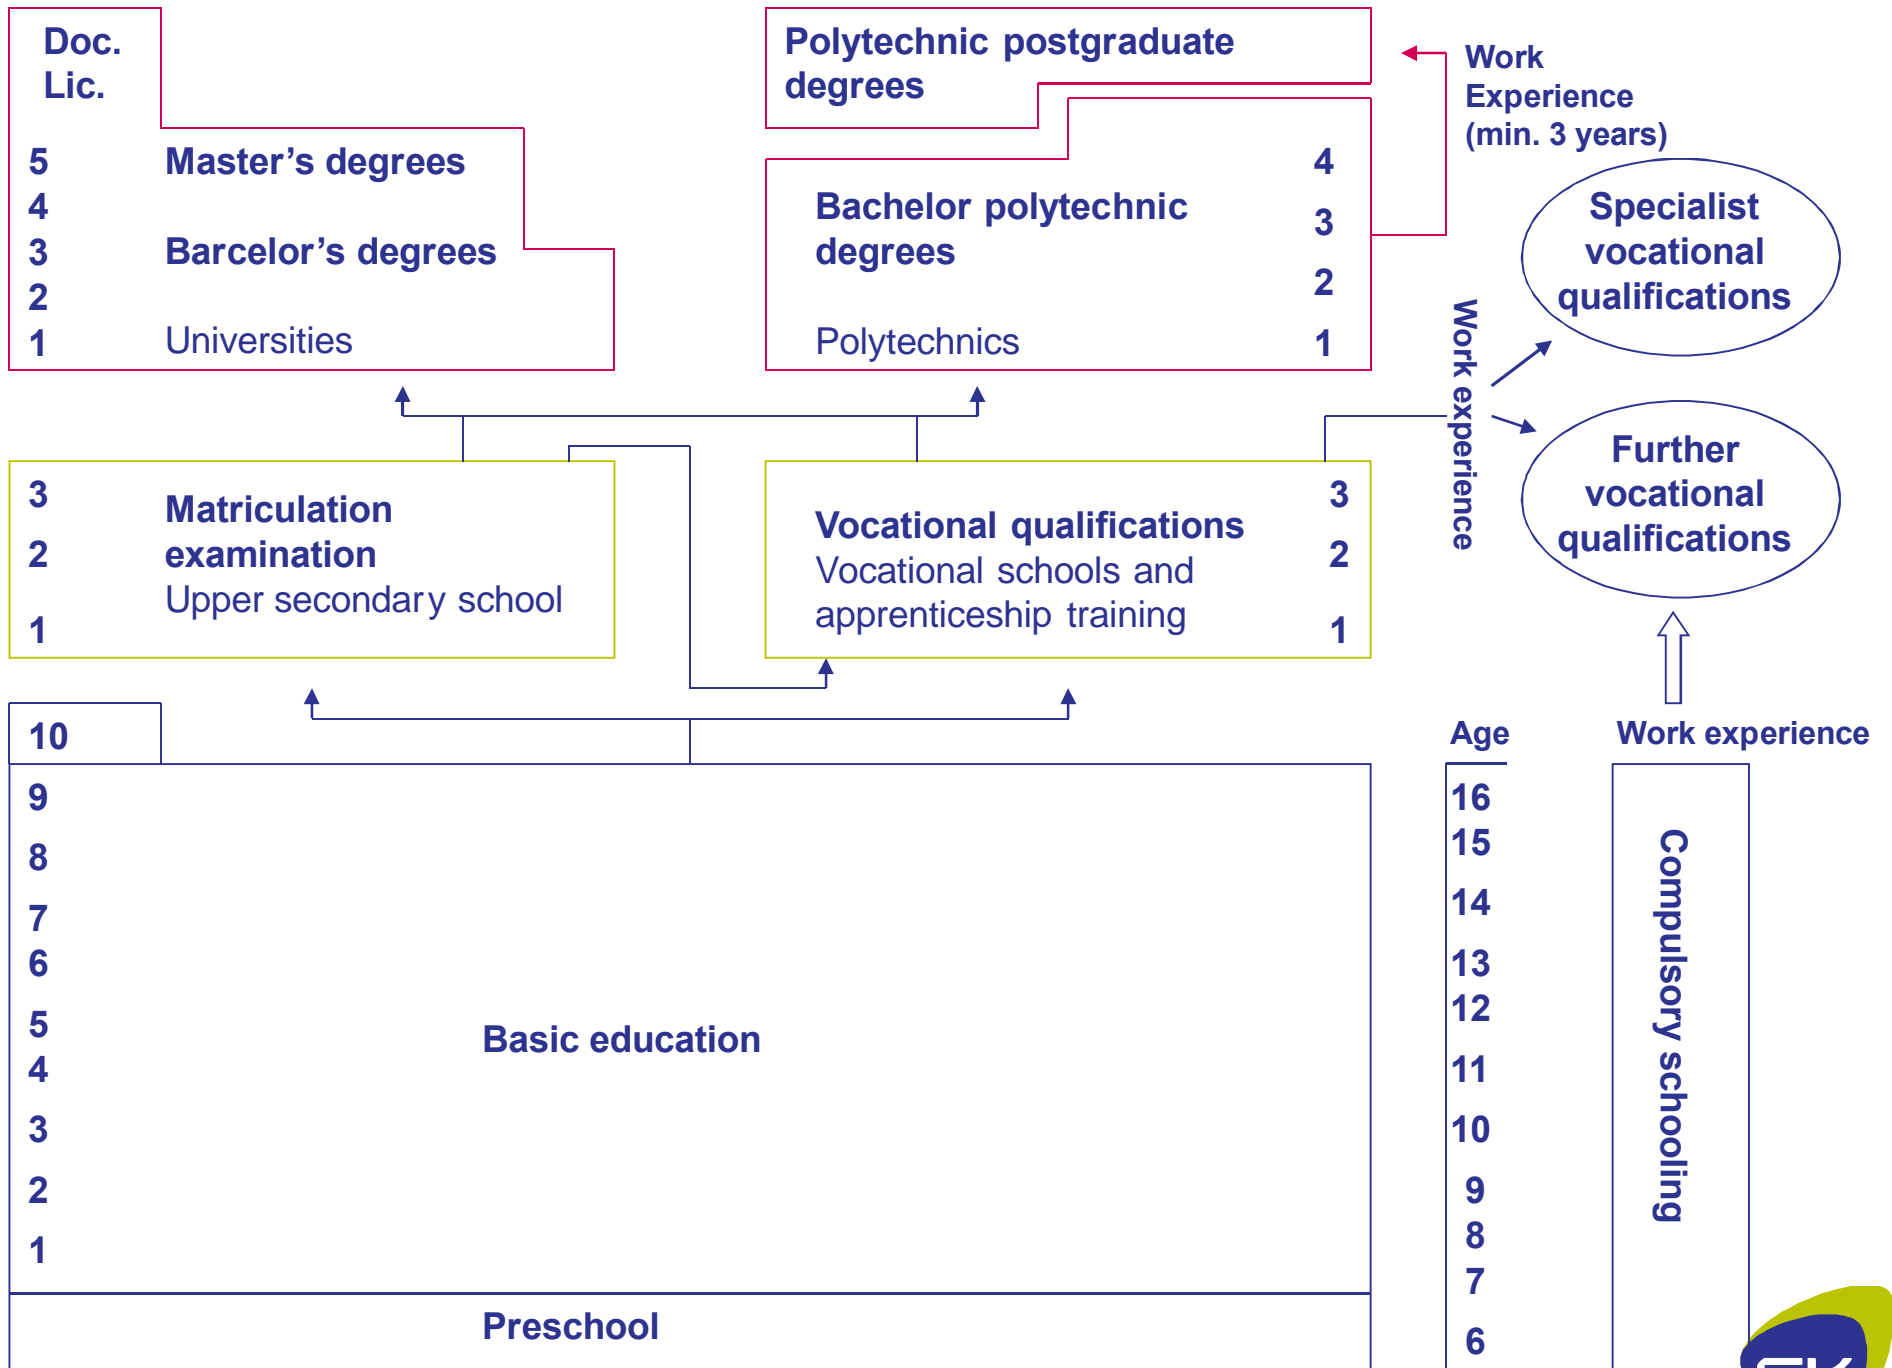 Doc.
Lic.
5 Master's degrees
4
3 Barcelor's degrees
2
1 Universities
Polytechnic postgraduate
degrees
4
Bachelor polytechnic
3
degrees
2
Polytechnics 1
Work
Experience
(min. 3 years)
Specialist
vocational
qualifications
Work experience
Further
vocational
qualifications
3
Matriculation
examination
2
Upper secondary school
1
3
Vocational qualifications
2
Vocational schools and
apprenticeship training
1
10
9
8
7
6
5
4
3
2
1
Basic education
Preschool
Age
16
15
14
13
12
11
10
9
8
7
6
Work experience
Compulsory schooling